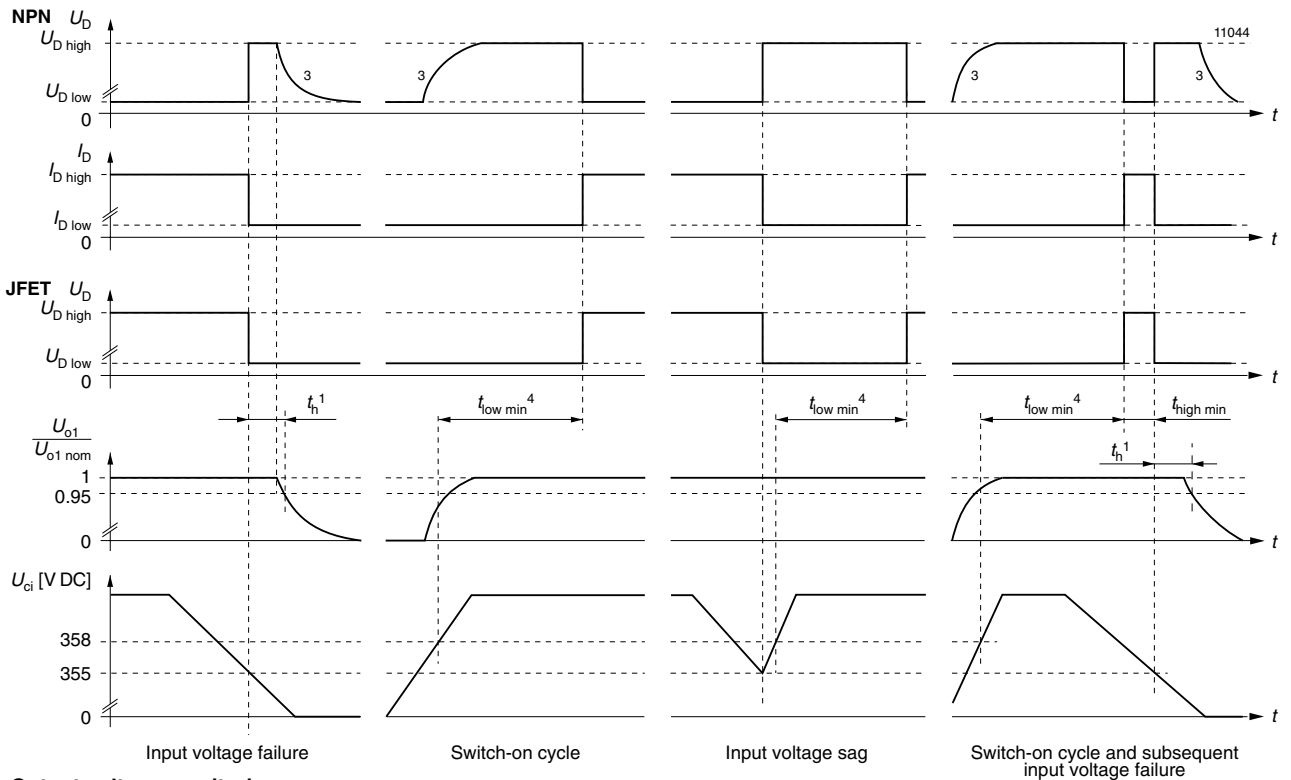 NPN U_D
U_D high
11044
3
3
3
3
U_D low
0
t
I_D
I_D high
I_D low
0
t
JFET U_D
U_D high
U_D low
0
t
t_h^1
t_low min^4
t_low min^4
t_low min^4
t_high min
U_o1
U_o1 nom
t_h^1
1
0.95
0
t
U_ci [V DC]
358
355
0
t
Input voltage failure
Switch-on cycle
Input voltage sag
Switch-on cycle and subsequent
input voltage failure